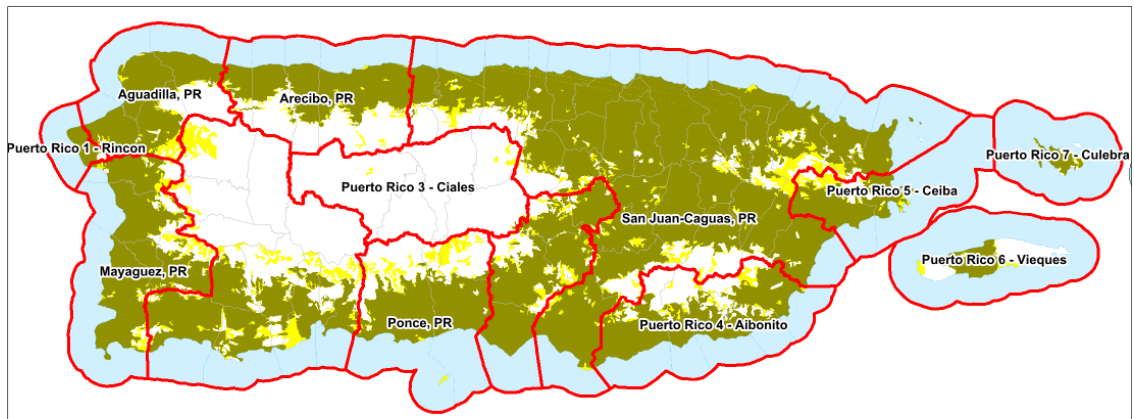 Aguadilla, PR
Arecibo, PR
Puerto Rico 1 - Rincon
Puerto Rico 7 - Culebra
Puerto Rico 3 - Ciales
Puerto Rico 5 - Ceiba
San Juan-Caguas, PR
Puerto Rico 6 - Vieques
Mayaguez, PR
Ponce, PR
Puerto Rico 4 - Aibonito